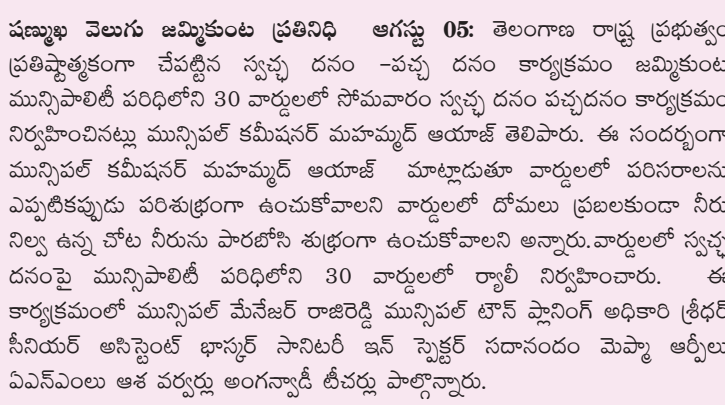 షణ్ముఖ వెలుగు జమ్మికుంట ప్రతినిధి ఆగస్టు 05: తెలంగాణ రాష్ట్ర ప్రభుత్వం
ప్రతిష్టాత్మకంగా చేపట్టిన స్వచ్ఛ దనం –పచ్చ దనం కార్యక్రమం జమ్మికుంట
మున్సిపాలిటీ పరిధిలోని 30 వార్డులలో సోమవారం స్వచ్ఛ దనం పచ్చదనం కార్యక్రమం
నిర్వహించినట్లు మున్సిపల్ కమీషనర్ మహమ్మద్ ఆయాజ్ తెలిపారు. ఈ సందర్భంగా
మున్సిపల్ కమీషనర్ మహమ్మద్ ఆయాజ్ మాట్లాడుతూ వార్డులలో పరిసరాలను
ఎప్పటికప్పుడు పరిశుభ్రంగా ఉంచుకోవాలని వార్డులలో దోమలు ప్రబలకుండా నీరు
నిల్వ ఉన్న చోట నీరును పారబోసి శుభ్రంగా ఉంచుకోవాలని అన్నారు.వార్డులలో స్వచ్ఛ
దనంపై మున్సిపాలిటీ పరిధిలోని 30 వార్డులలో ర్యాలీ నిర్వహించారు. ఈ
కార్యక్రమంలో మున్సిపల్ మేనేజర్ రాజిరెడ్డి మున్సిపల్ టౌన్ ప్లానింగ్ అధికారి శ్రీధర్
సీనియర్ అసిస్టెంట్ భాస్కర్ సానిటరీ ఇన్ స్పెక్టర్ సదానందం మెప్మా ఆర్పీలు
ఏఎన్ఎంలు ఆశ వర్వర్లు అంగన్వాడీ టీచర్లు పాల్గొన్నారు.